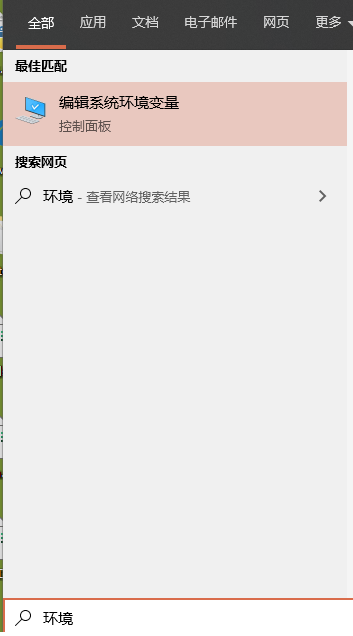 全部 应用 文档 电子邮件 网页 更多
最佳匹配
编辑系统环境变量
控制面板
搜索网页
环境 - 查看网络搜索结果
环境